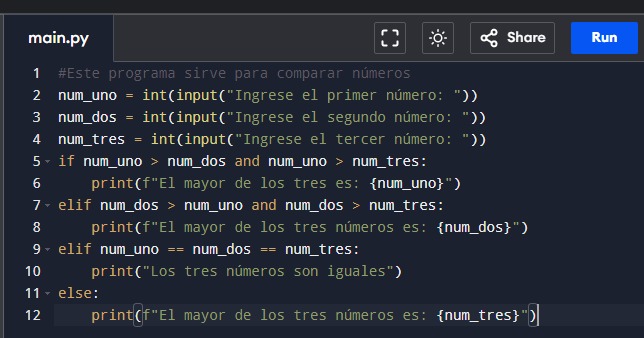 main.py
Share
Run
1 #Este programa sirve para comparar números
2 num_uno = int(input("Ingrese el primer número: "))
3 num_dos = int(input("Ingrese el segundo número: "))
4 num_tres = int(input("Ingrese el tercer número: "))
5 if num_uno > num_dos and num_uno > num_tres:
6     print(f"El mayor de los tres es: {num_uno}")
7 elif num_dos > num_uno and num_dos > num_tres:
8     print(f"El mayor de los tres números es: {num_dos}")
9 elif num_uno == num_dos == num_tres:
10     print("Los tres números son iguales")
11 else:
12     print(f"El mayor de los tres números es: {num_tres}")